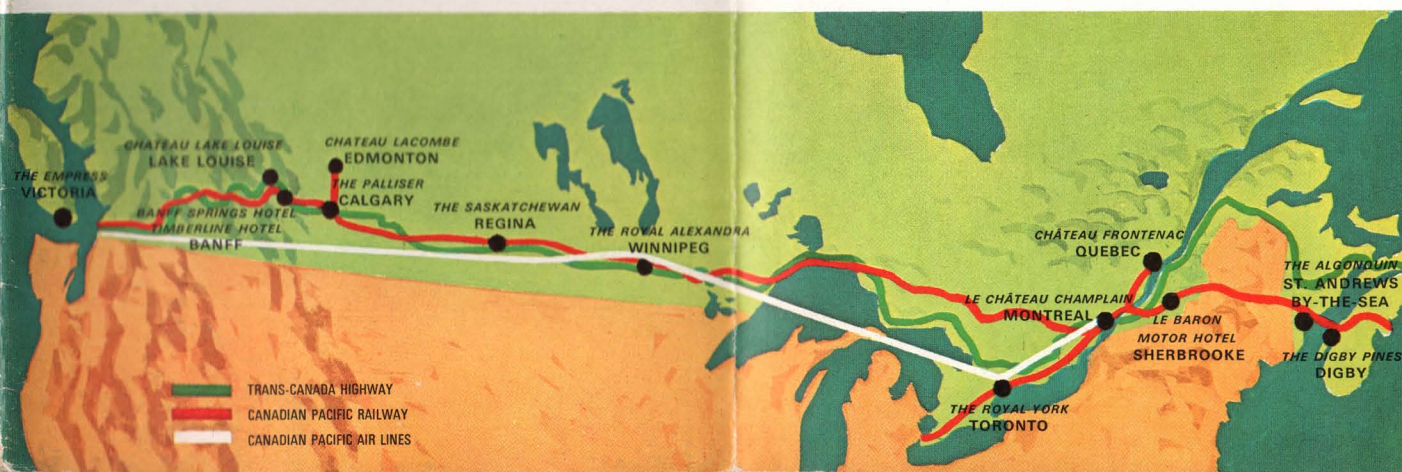 THE EMPRESS
VICTORIA
CHATEAU LAKE LOUISE
LAKE LOUISE
BANFF SPRINGS HOTEL
TIMBERLINE HOTEL
BANFF
CHATEAU LACOMBE
EDMONTON
THE PALLISER
CALGARY
THE SASKATCHEWAN
REGINA
THE ROYAL ALEXANDRA
WINNIPEG
CHÂTEAU FRONTENAC
QUEBEC
LE CHÂTEAU CHAMPLAIN
MONTREAL
LE BARON
MOTOR HOTEL
SHERBROOKE
THE ALGONQUIN
ST. ANDREWS
BY-THE-SEA
THE DIGBY PINES
DIGBY
THE ROYAL YORK
TORONTO
TRANS-CANADA HIGHWAY
CANADIAN PACIFIC RAILWAY
CANADIAN PACIFIC AIR LINES